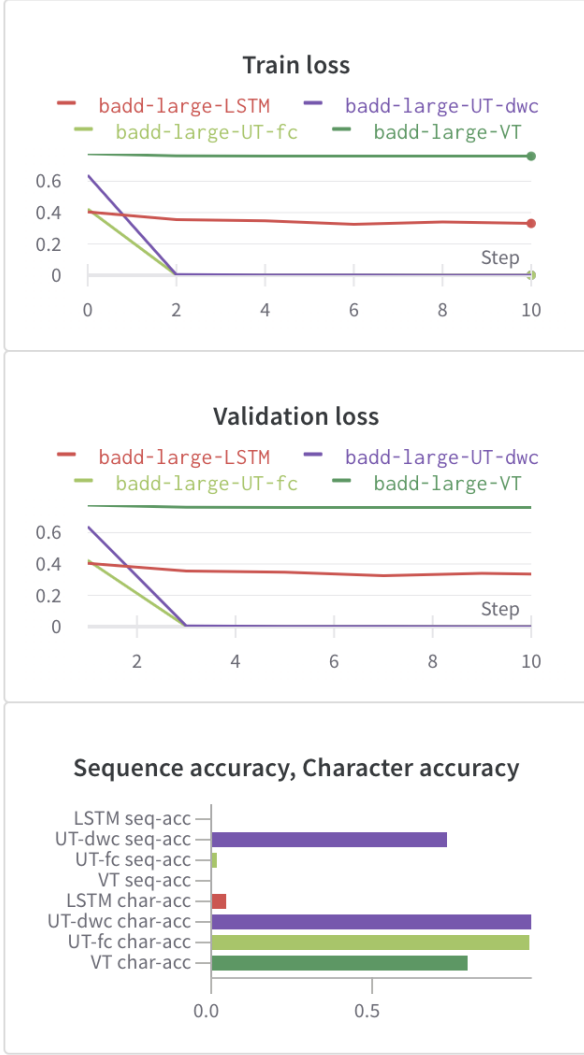 Train loss
badd-large-LSTM badd-large-UT-dwc
badd-large-UT-fc badd-large-VT
0.6
0.4
0.2
Step
0
0 2 4 6 8 10
Validation loss
badd-large-LSTM badd-large-UT-dwc
badd-large-UT-fc badd-large-VT
0.6
0.4
0.2
Step
0
2 4 6 8 10
Sequence accuracy, Character accuracy
LSTM seq-acc
UT-dwc seq-acc
UT-fc seq-acc
VT seq-acc
LSTM char-acc
UT-dwc char-acc
UT-fc char-acc
VT char-acc
0.0 0.5